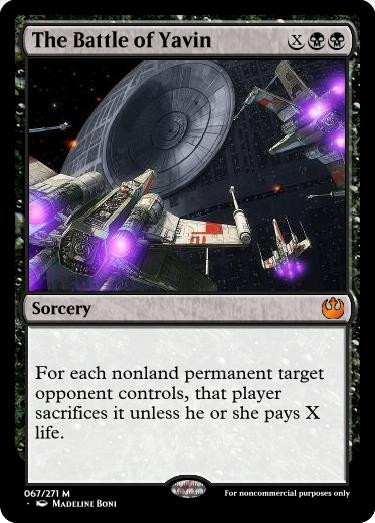 The Battle of Yavin X
Sorcery
For each nonland permanent target
opponent controls, that player
sacrifices it unless he or she pays X
life.
067/271 M
· MADELINE BONI
For noncommercial purposes only